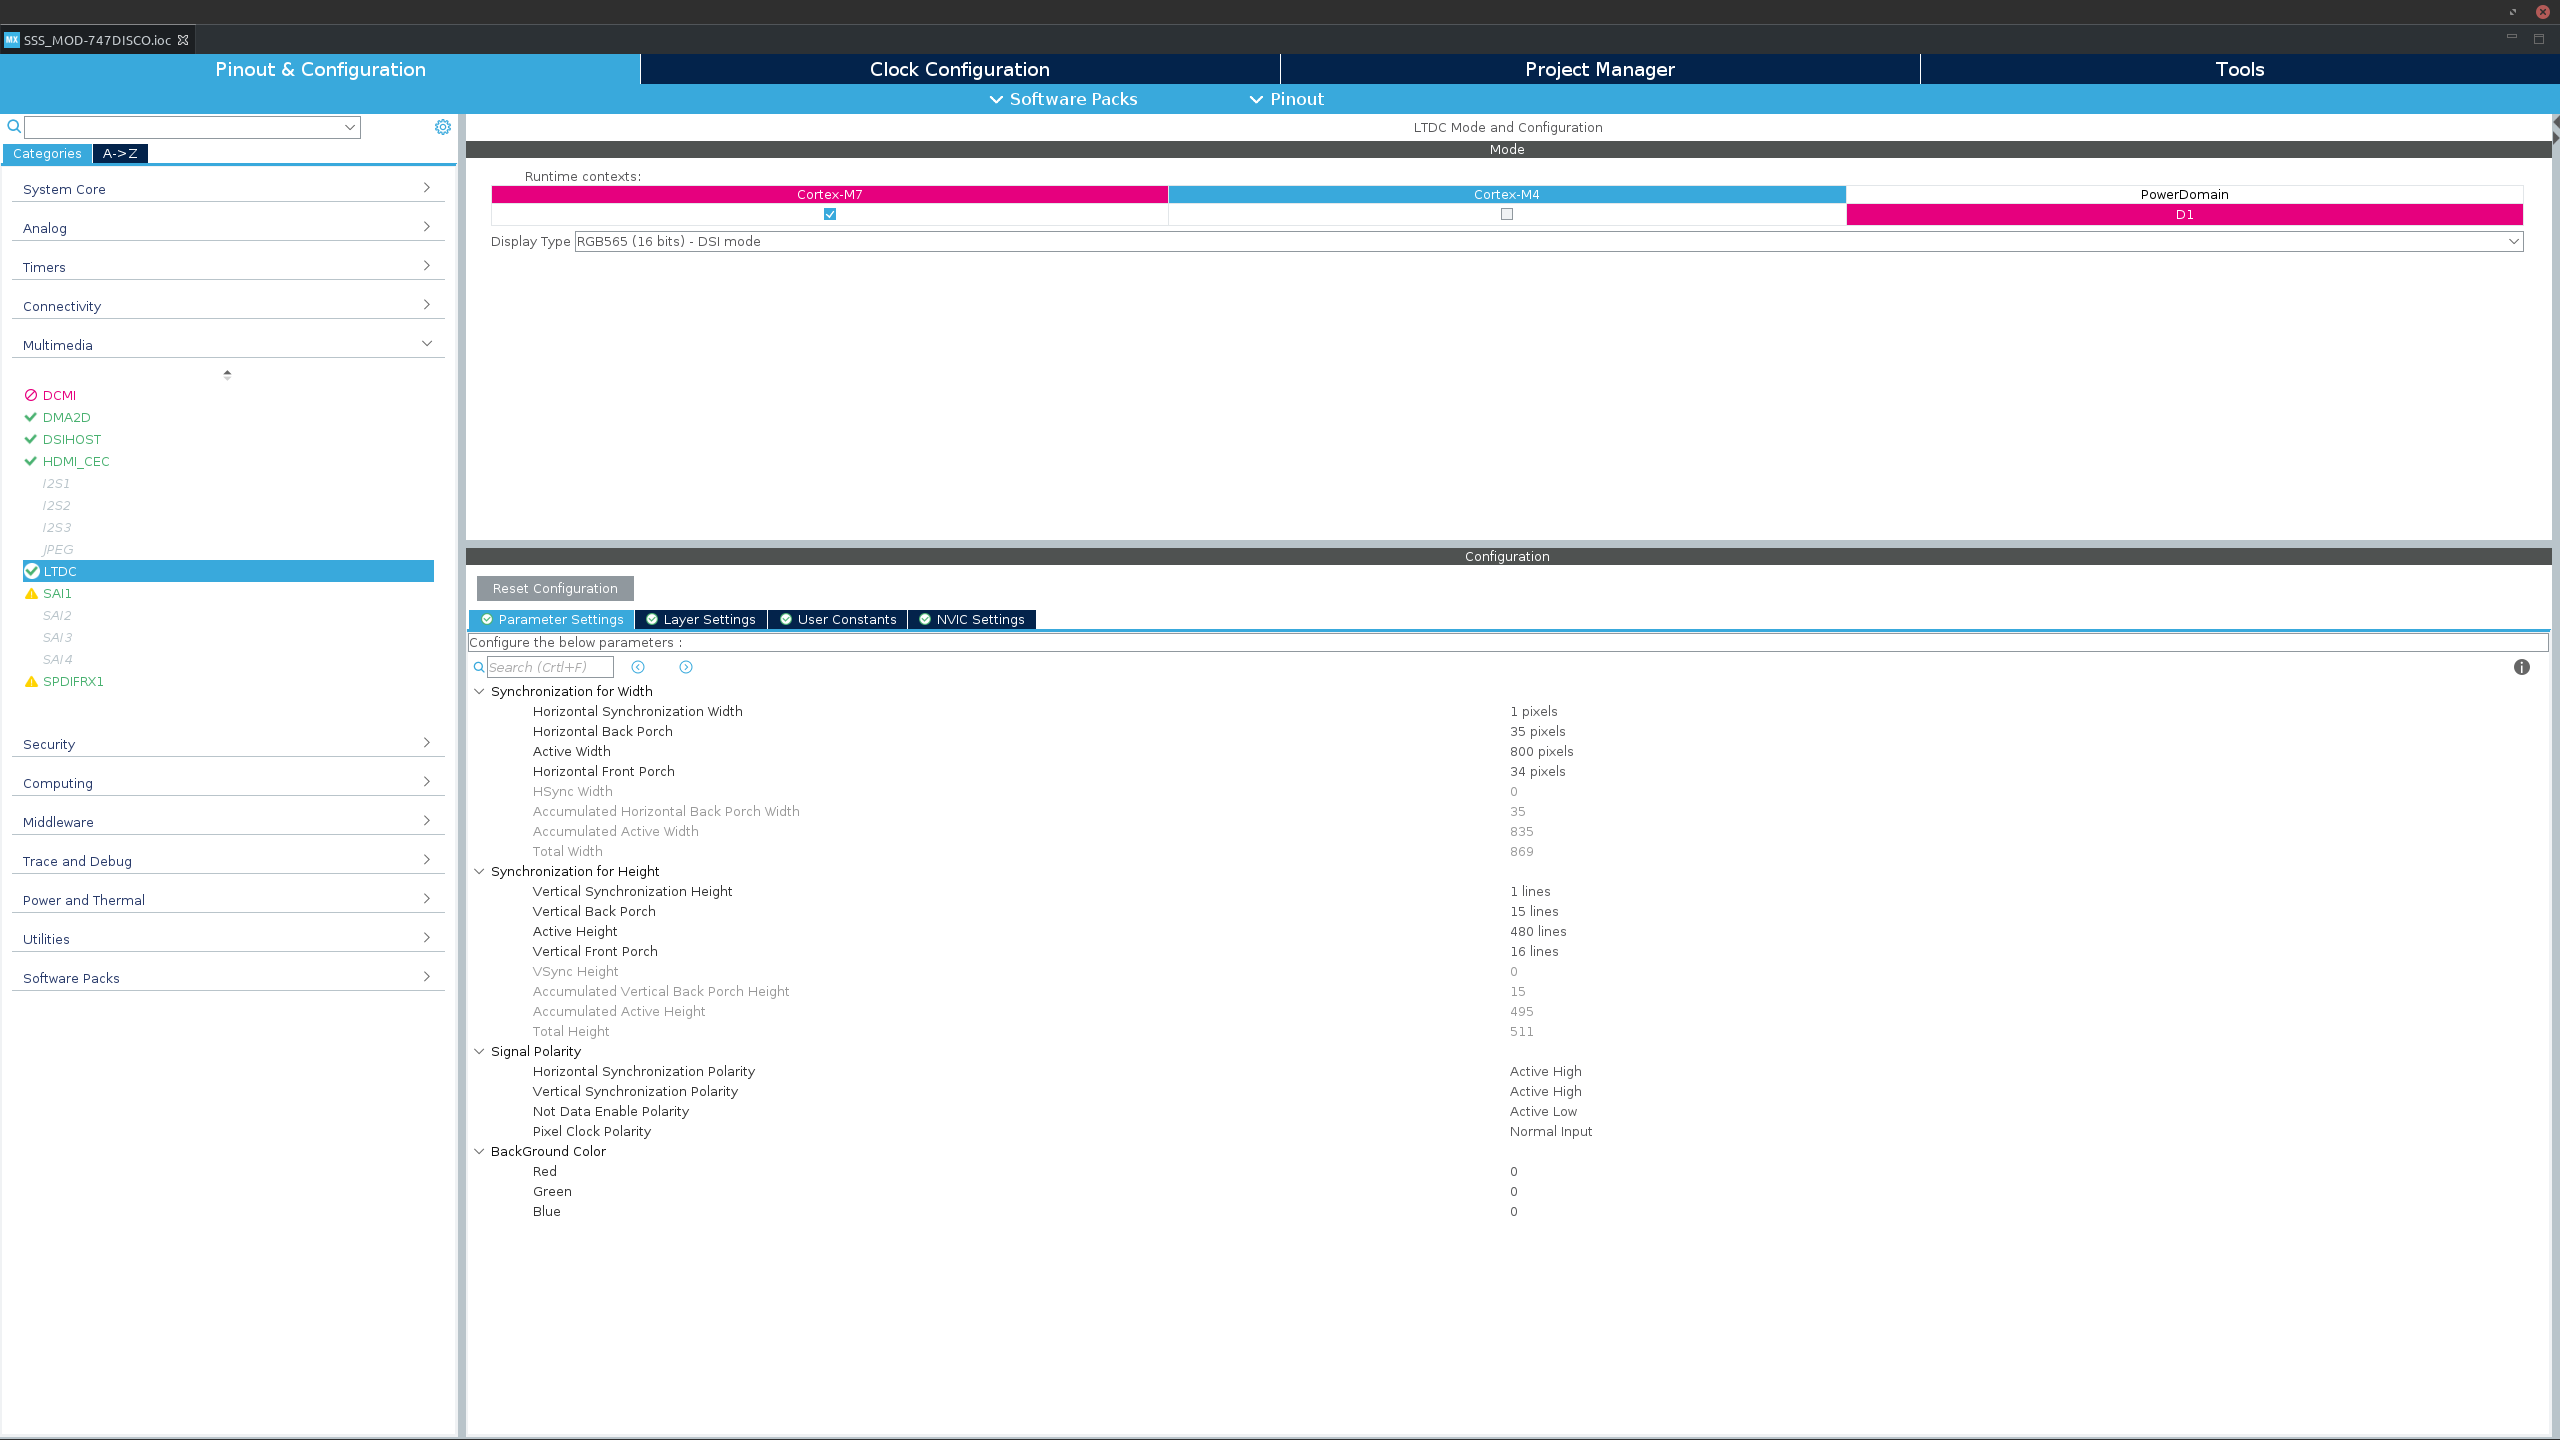 SSS_MOD-747DISCO.ioc
Pinout & Configuration
Clock Configuration
Project Manager
Tools
Software Packs
Pinout
Categories
A->Z
System Core
Analog
Timers
Connectivity
Multimedia
DCMI
DMA2D
DSIHOST
HDMI_CEC
I2S1
I2S2
I2S3
JPEG
LTDC
SAI1
SAI2
SAI3
SAI4
SPDIFRX1
Security
Computing
Middleware
Trace and Debug
Power and Thermal
Utilities
Software Packs
LTDC Mode and Configuration
Mode
Runtime contexts:
Cortex-M7 Cortex-M4 PowerDomain
D1
Display Type RGB565 (16 bits) - DSI mode
Configuration
Reset Configuration
Parameter Settings
Layer Settings
User Constants
NVIC Settings
Configure the below parameters :
Search (Crtl+F)
Synchronization for Width
Horizontal Synchronization Width 1 pixels
Horizontal Back Porch 35 pixels
Active Width 800 pixels
Horizontal Front Porch 34 pixels
HSync Width 0
Accumulated Horizontal Back Porch Width 35
Accumulated Active Width 835
Total Width 869
Synchronization for Height
Vertical Synchronization Height 1 lines
Vertical Back Porch 15 lines
Active Height 480 lines
Vertical Front Porch 16 lines
VSync Height 0
Accumulated Vertical Back Porch Height 15
Accumulated Active Height 495
Total Height 511
Signal Polarity
Horizontal Synchronization Polarity Active High
Vertical Synchronization Polarity Active High
Not Data Enable Polarity Active Low
Pixel Clock Polarity Normal Input
BackGround Color
Red 0
Green 0
Blue 0